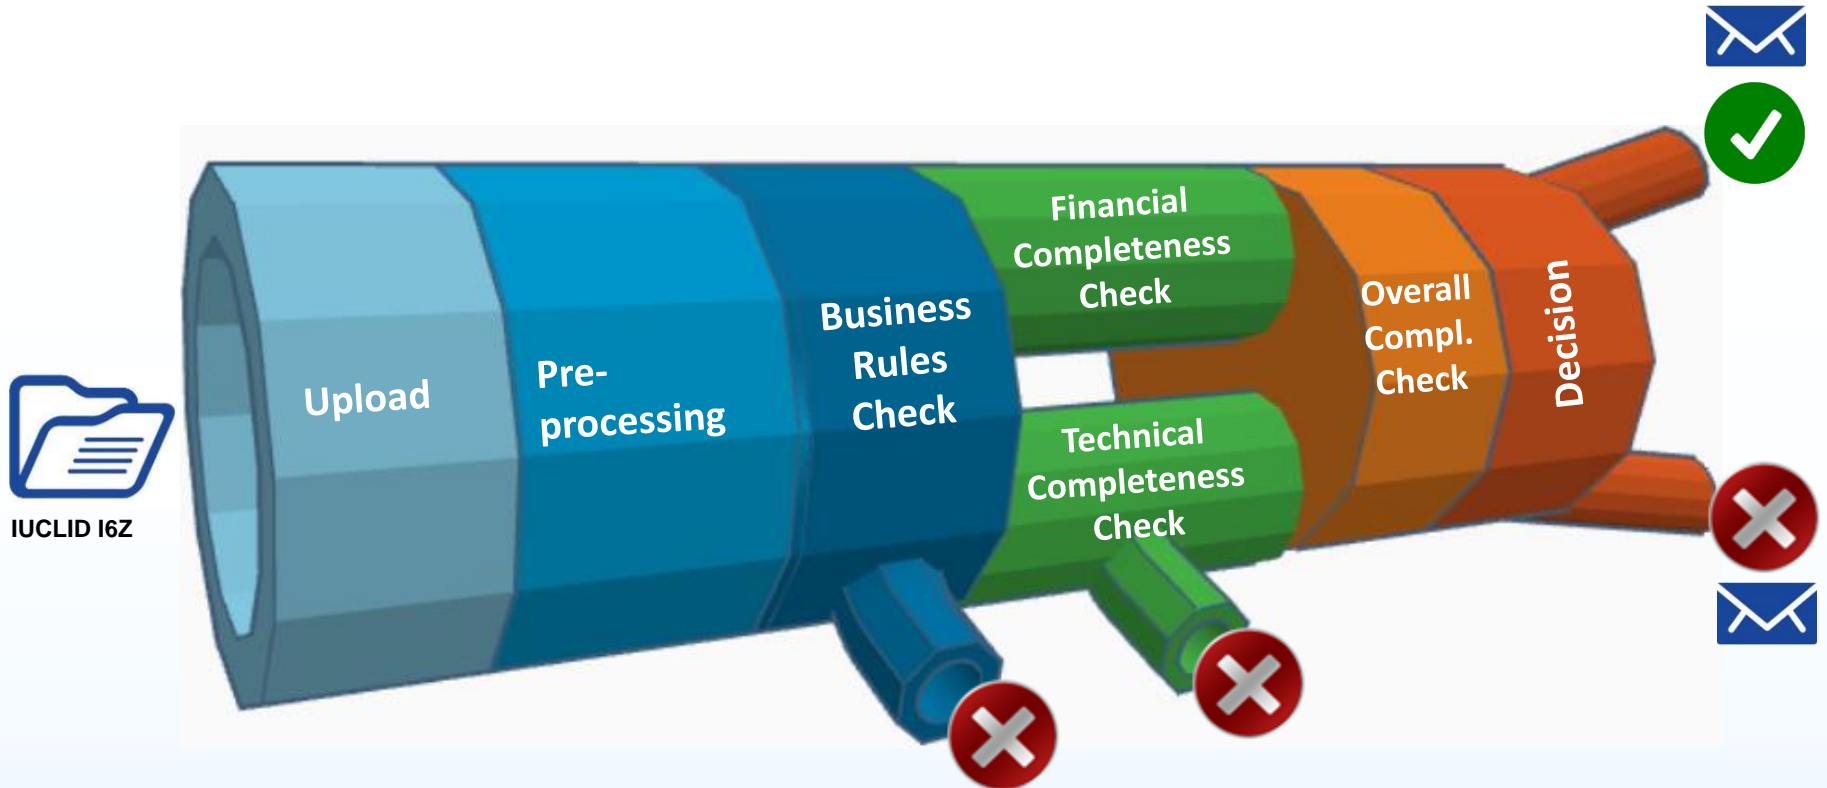 IUCLID I6Z
Upload
Pre-
processing
Business
Rules
Check
Financial
Completeness
Check
Technical
Completeness
Check
Overall
Compl.
Check
Decision